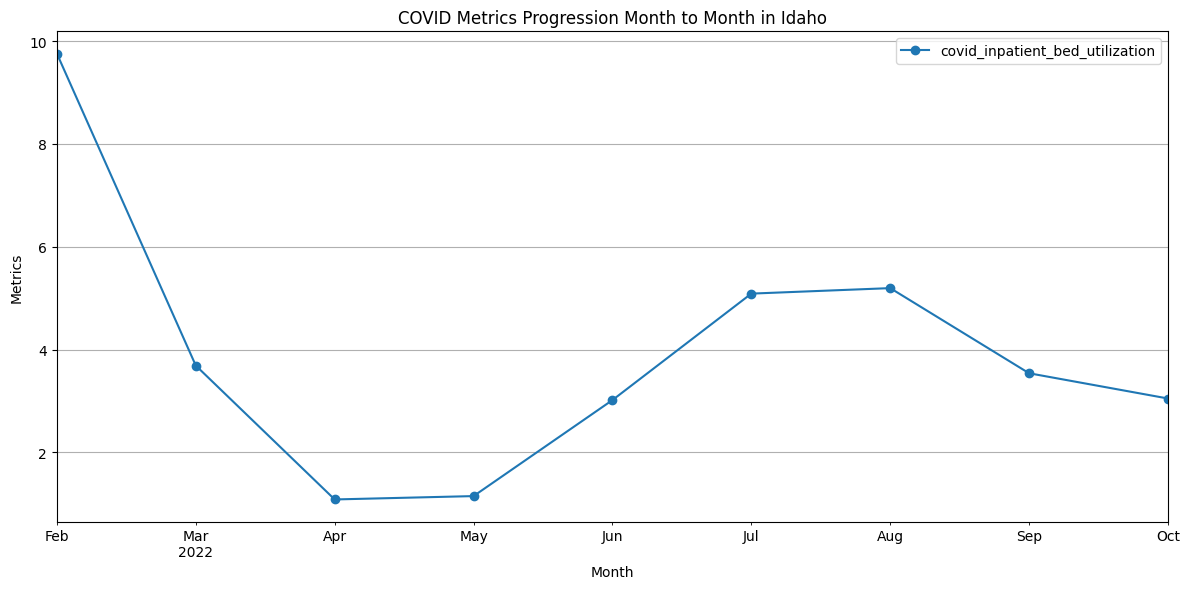 COVID Metrics Progression Month to Month in Idaho
covid_inpatient_bed_utilization
10
8
6
4
2
Metrics
Feb Mar Apr May Jun Jul Aug Sep Oct
2022
Month